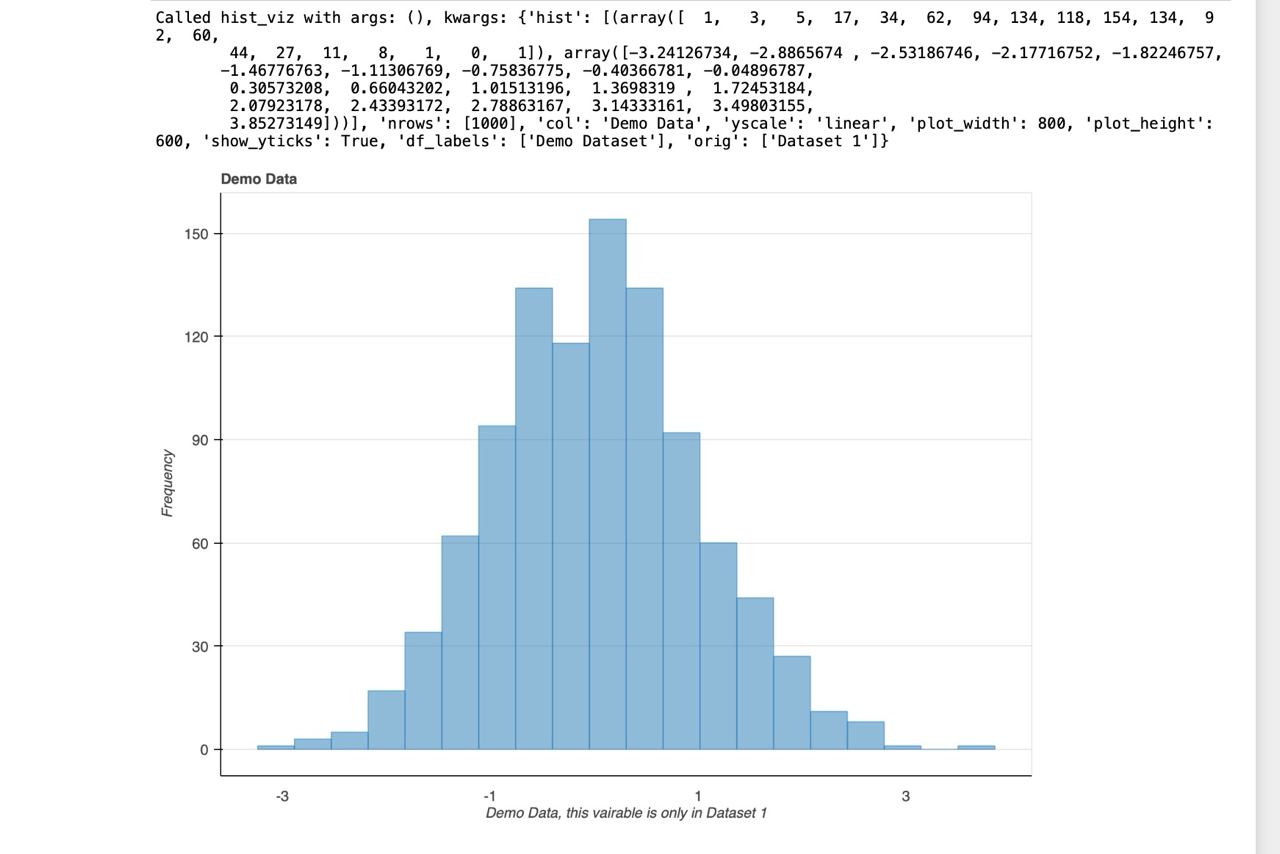 Called hist_viz with args: (), kwargs: {'hist': [(array([  1,   3,   5,  17,  34,  62,  94, 134, 118, 154, 134,  9
2,  60,
        44,  27,  11,   8,   1,   0,   1]), array([-3.24126734, -2.8865674 , -2.53186746, -2.17716752, -1.82246757,
       -1.46776763, -1.11306769, -0.75836775, -0.40366781, -0.04896787,
        0.30573208,  0.66043202,  1.01513196,  1.3698319 ,  1.72453184,
        2.07923178,  2.43393172,  2.78863167,  3.14333161,  3.49803155,
        3.85273149]))], 'nrows': [1000], 'col': 'Demo Data', 'yscale': 'linear', 'plot_width': 800, 'plot_height':
600, 'show_yticks': True, 'df_labels': ['Demo Dataset'], 'orig': ['Dataset 1']}
Demo Data
150
120
90
60
30
0
Frequency
-3 -1 1 3
Demo Data, this vairable is only in Dataset 1